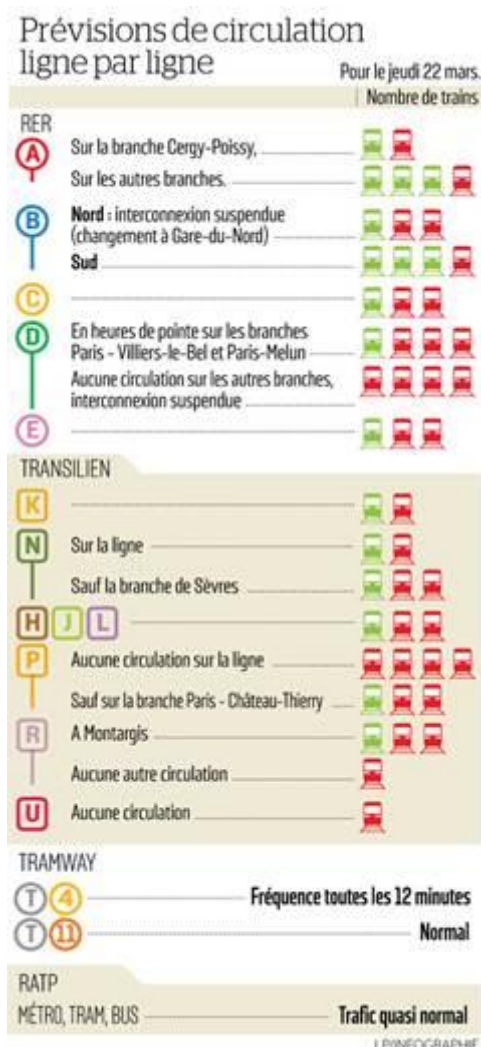 Prévisions de circulation
ligne par ligne
Pour le jeudi 22 mars.
Nombre de trains
RER
A
Sur la branche Cergy-Poissy,
Sur les autres branches.
B
Nord : interconnexion suspendue
(changement à Gare-du-Nord)
Sud
C
D
En heures de pointe sur les branches
Paris - Villiers-le-Bel et Paris-Melun
Aucune circulation sur les autres branches,
interconnexion suspendue
E
TRANSILIEN
K
N
Sur la ligne
Sauf la branche de Sèvres
H J L
P
Aucune circulation sur la ligne
Sauf sur la branche Paris - Château-Thierry
R
A Montargis
Aucune autre circulation
U
Aucune circulation
TRAMWAY
T 4 Fréquence toutes les 12 minutes
T 11 Normal
RATP
MÉTRO, TRAM, BUS Trafic quasi normal
LP/INFOGRAPHIE